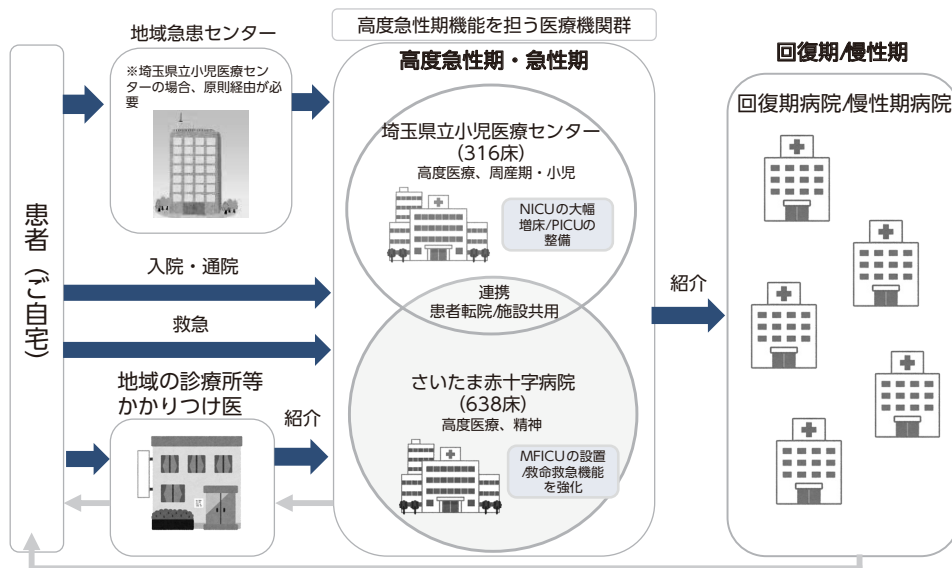 高度急性期機能を担う医療機関群
地域急患センター
※埼玉県立小児医療セン
ターの場合、原則経由が必
要
患者（ご自宅）
入院・通院
救急
地域の診療所等
かかりつけ医
紹介
高度急性期・急性期
埼玉県立小児医療センター
(316床)
高度医療、周産期・小児
NICUの大幅
増床/PICUの
整備
連携
患者転院/施設共用
さいたま赤十字病院
(638床)
高度医療、精神
MFICUの設置
/救命救急機能
を強化
紹介
回復期/慢性期
回復期病院/慢性期病院